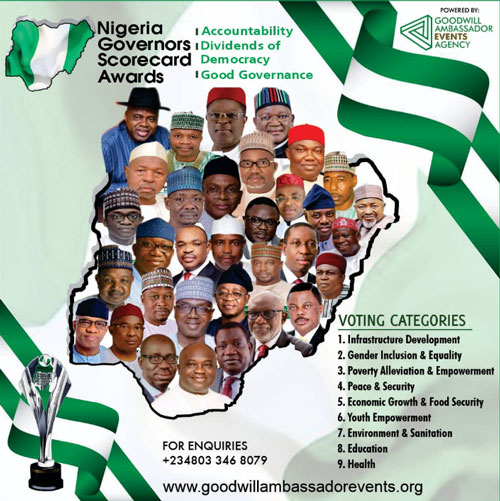 Nigeria
Governors
Scorecard
Awards
Accountability
Dividends of
Democracy
Good Governance
POWERED BY:
GOODWILL
AMBASSADOR
EVENTS
AGENCY
VOTING CATEGORIES
1. Infrastructure Development
2. Gender Inclusion & Equality
3. Poverty Alleviation & Empowerment
4. Peace & Security
5. Economic Growth & Food Security
6. Youth Empowerment
7. Environment & Sanitation
8. Education
9. Health
FOR ENQUIRIES
+234803 346 8079
www.goodwillambassadorevents.org